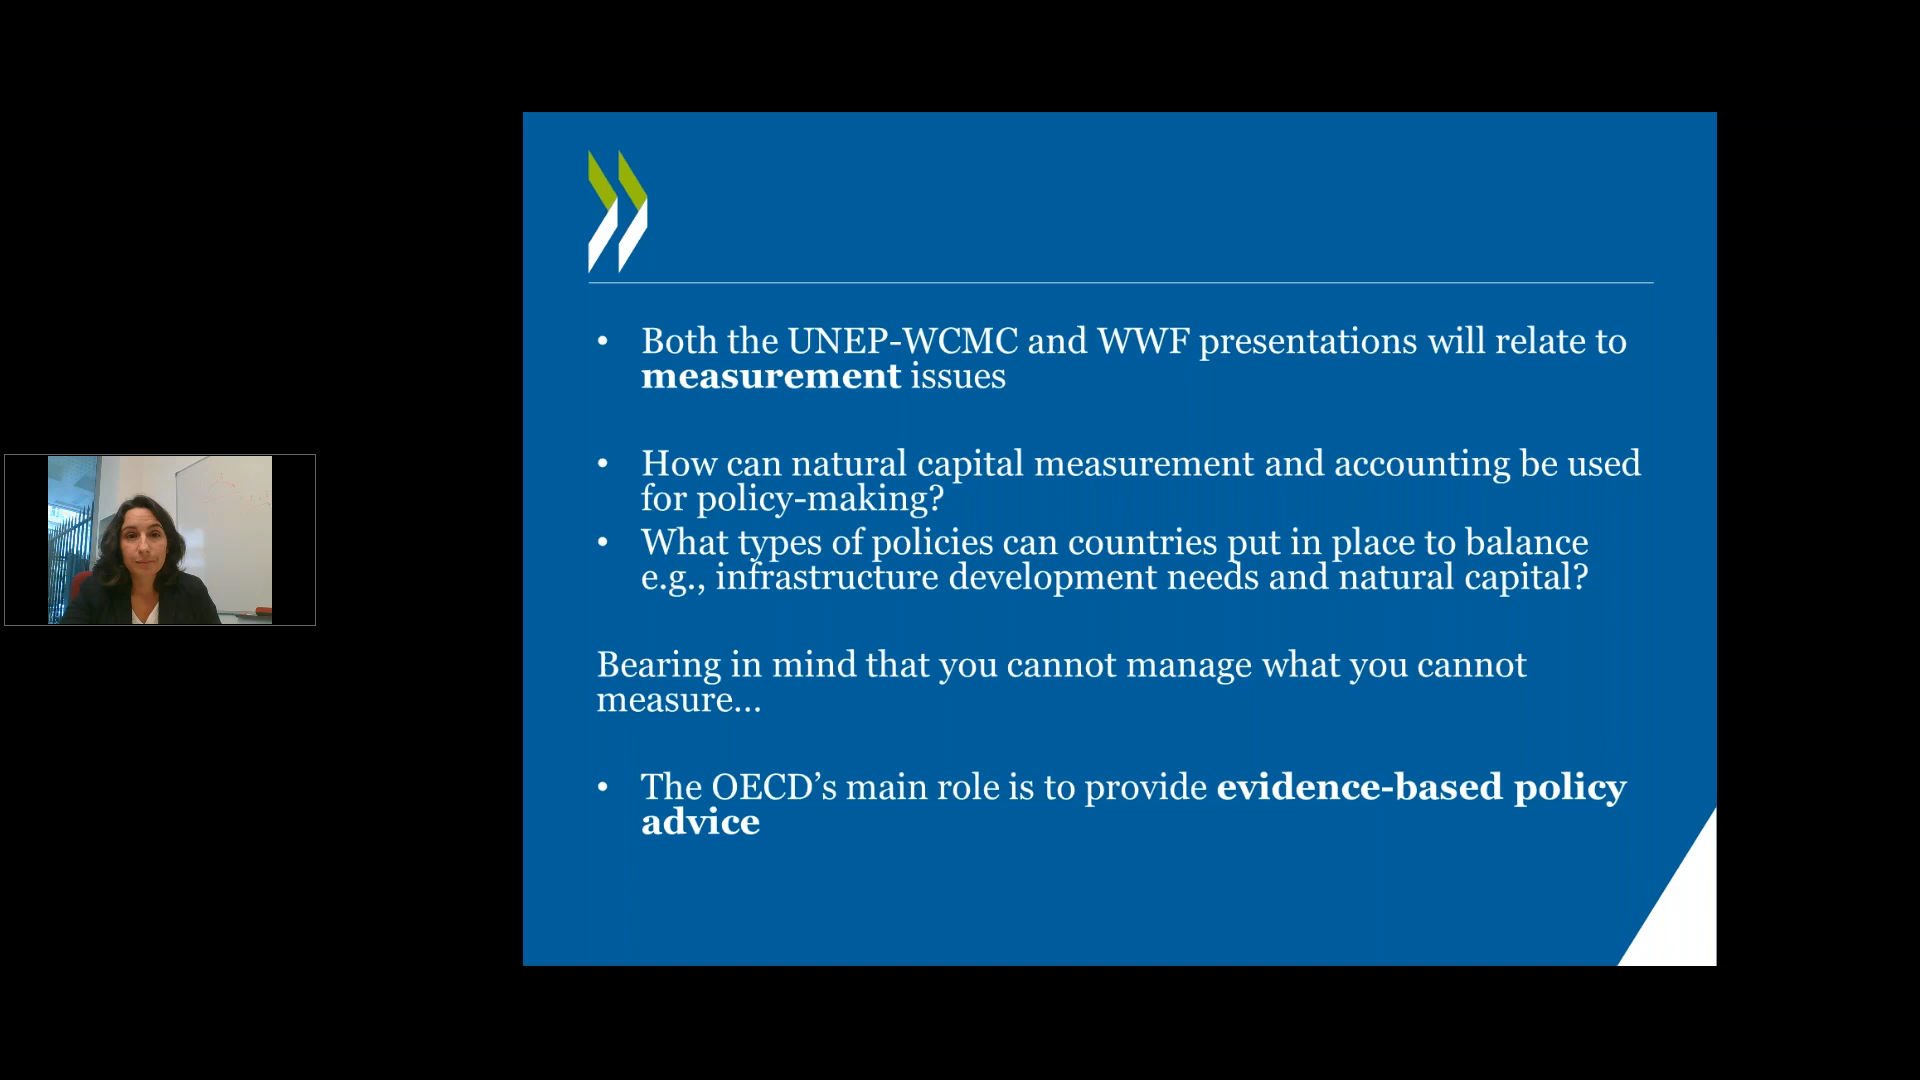 • Both the UNEP-WCMC and WWF presentations will relate to
measurement issues
• How can natural capital measurement and accounting be used
for policy-making?
• What types of policies can countries put in place to balance
e.g., infrastructure development needs and natural capital?
Bearing in mind that you cannot manage what you cannot
measure...
• The OECD’s main role is to provide evidence-based policy
advice